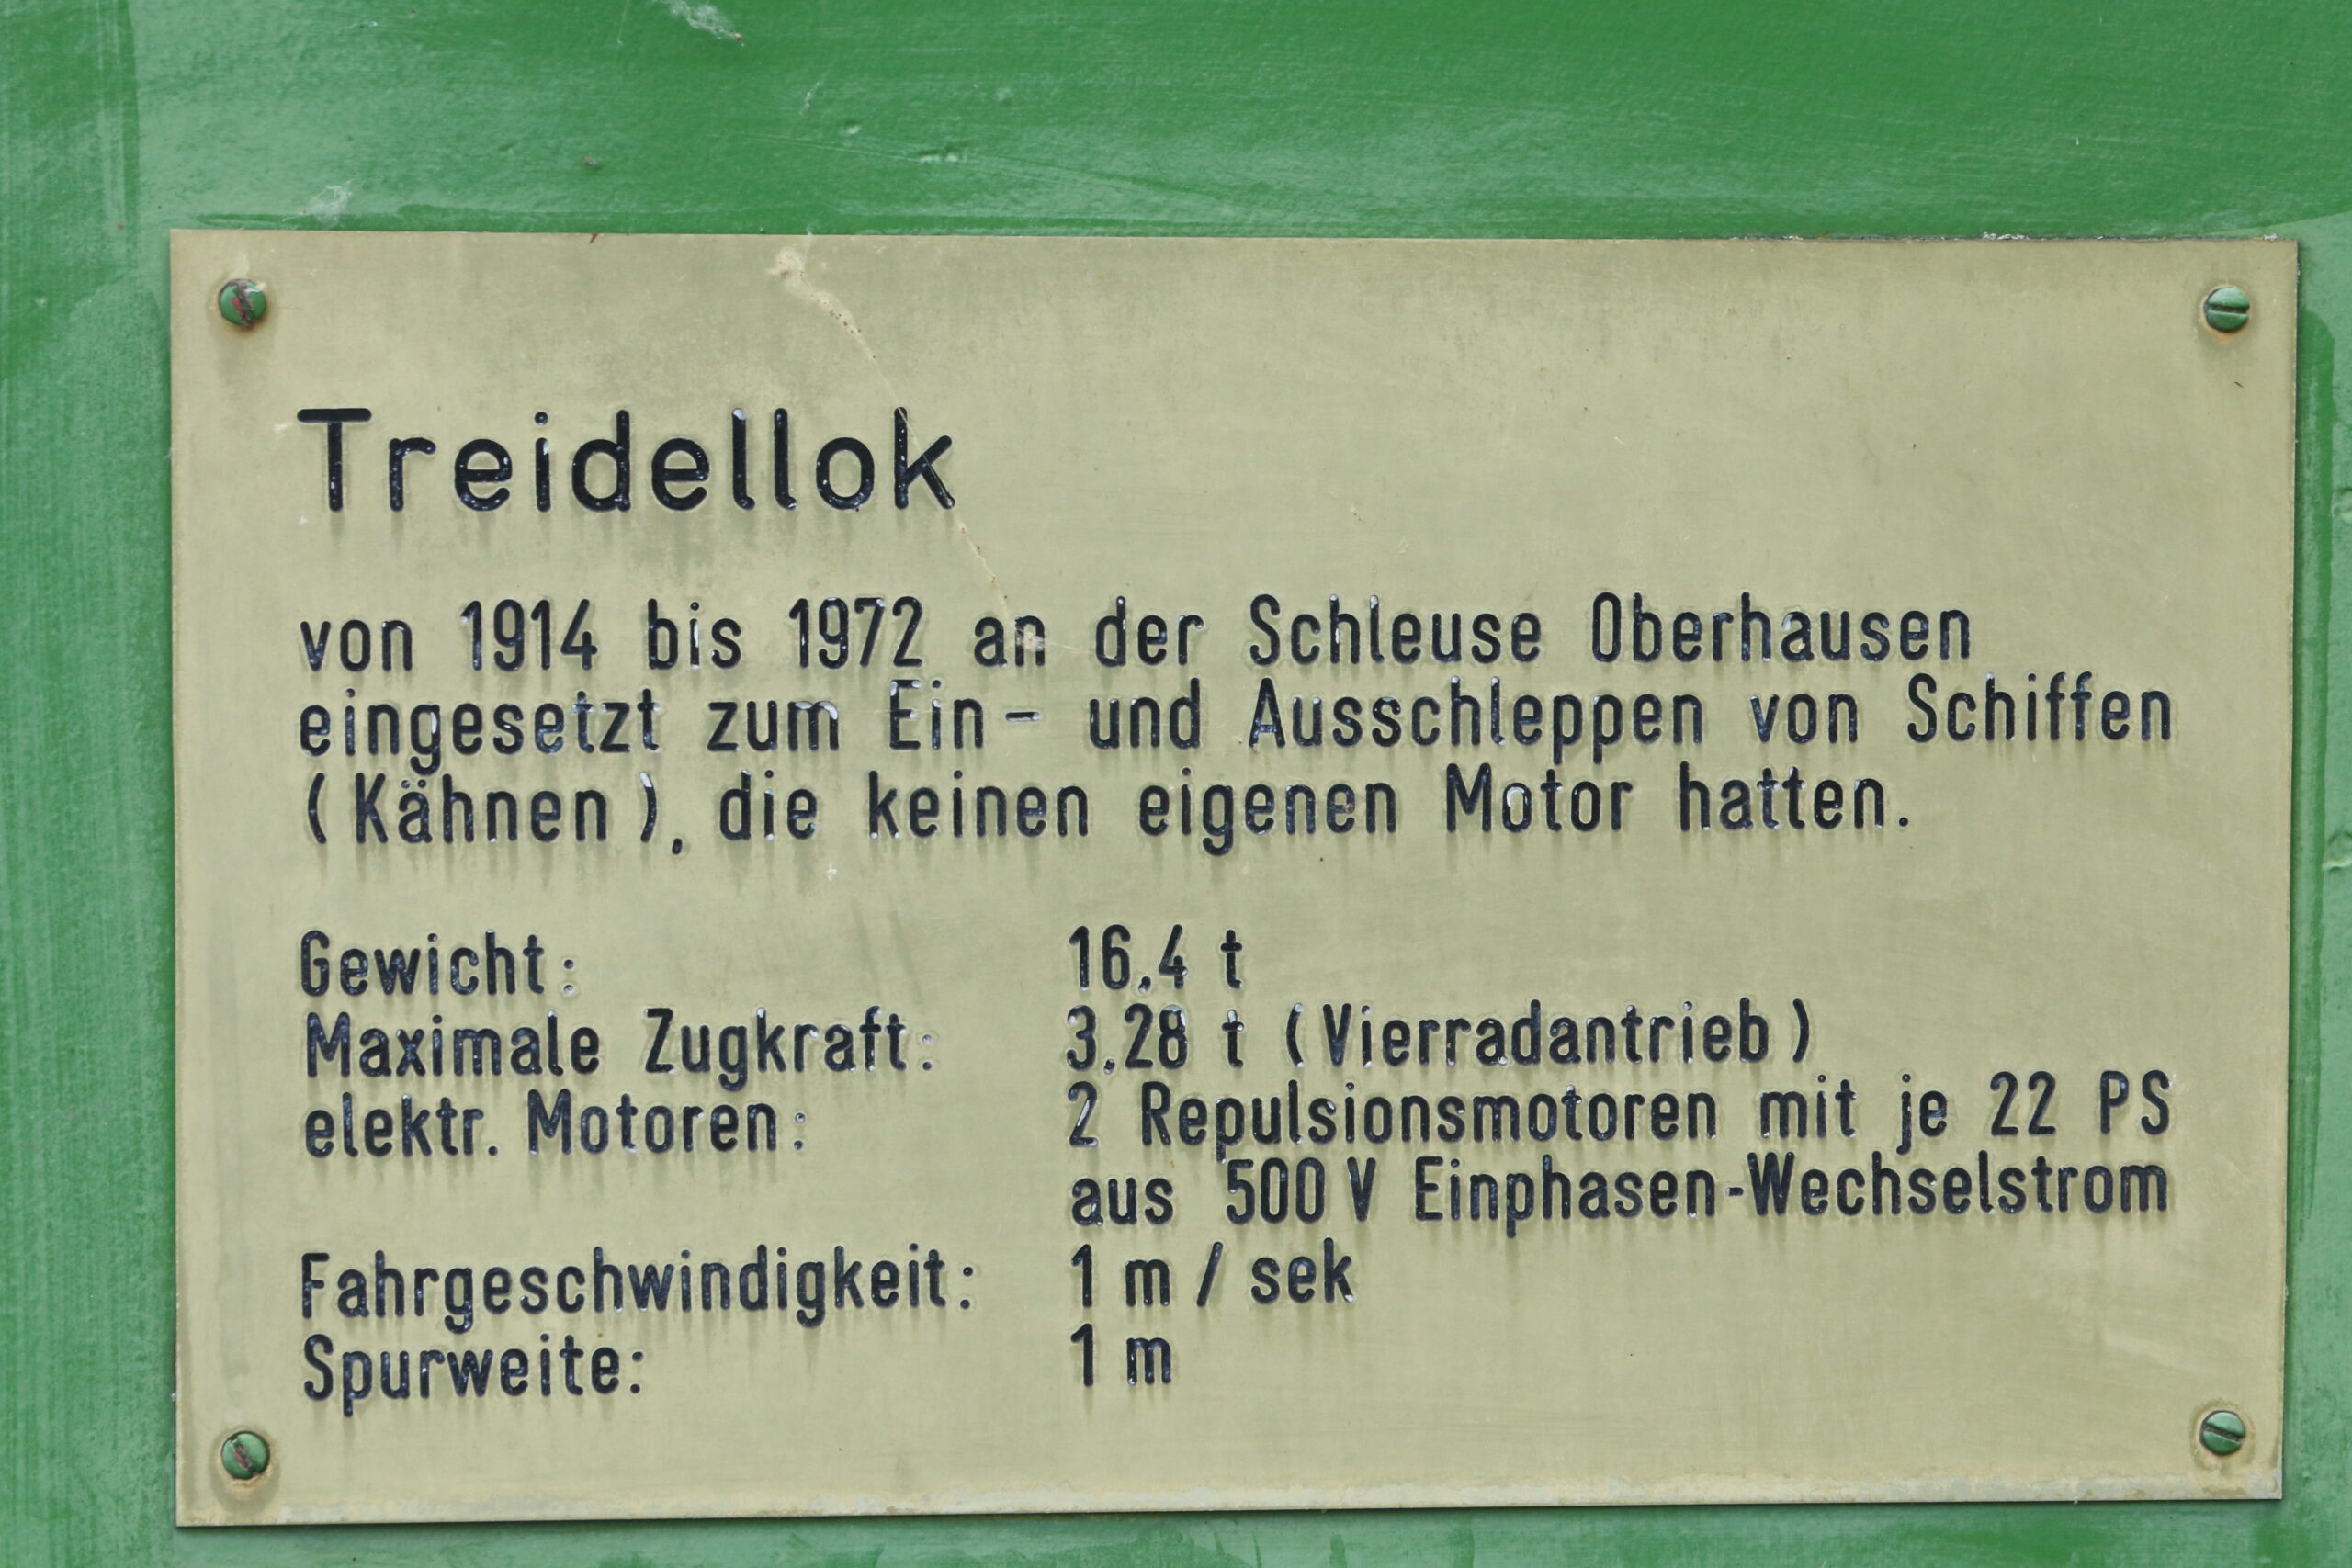 Treidellok
von 1914 bis 1972 an der Schleuse Oberhausen
eingesetzt zum Ein- und Ausschleppen von Schiffen
(Kähnen), die keinen eigenen Motor hatten.
Gewicht: 16.4 t
Maximale Zugkraft: 3.28 t (Vierradantrieb)
elektr. Motoren: 2 Repulsionsmotoren mit je 22 PS
aus 500 V Einphasen-Wechselstrom
Fahrgeschwindigkeit: 1 m / sek
Spurweite: 1 m